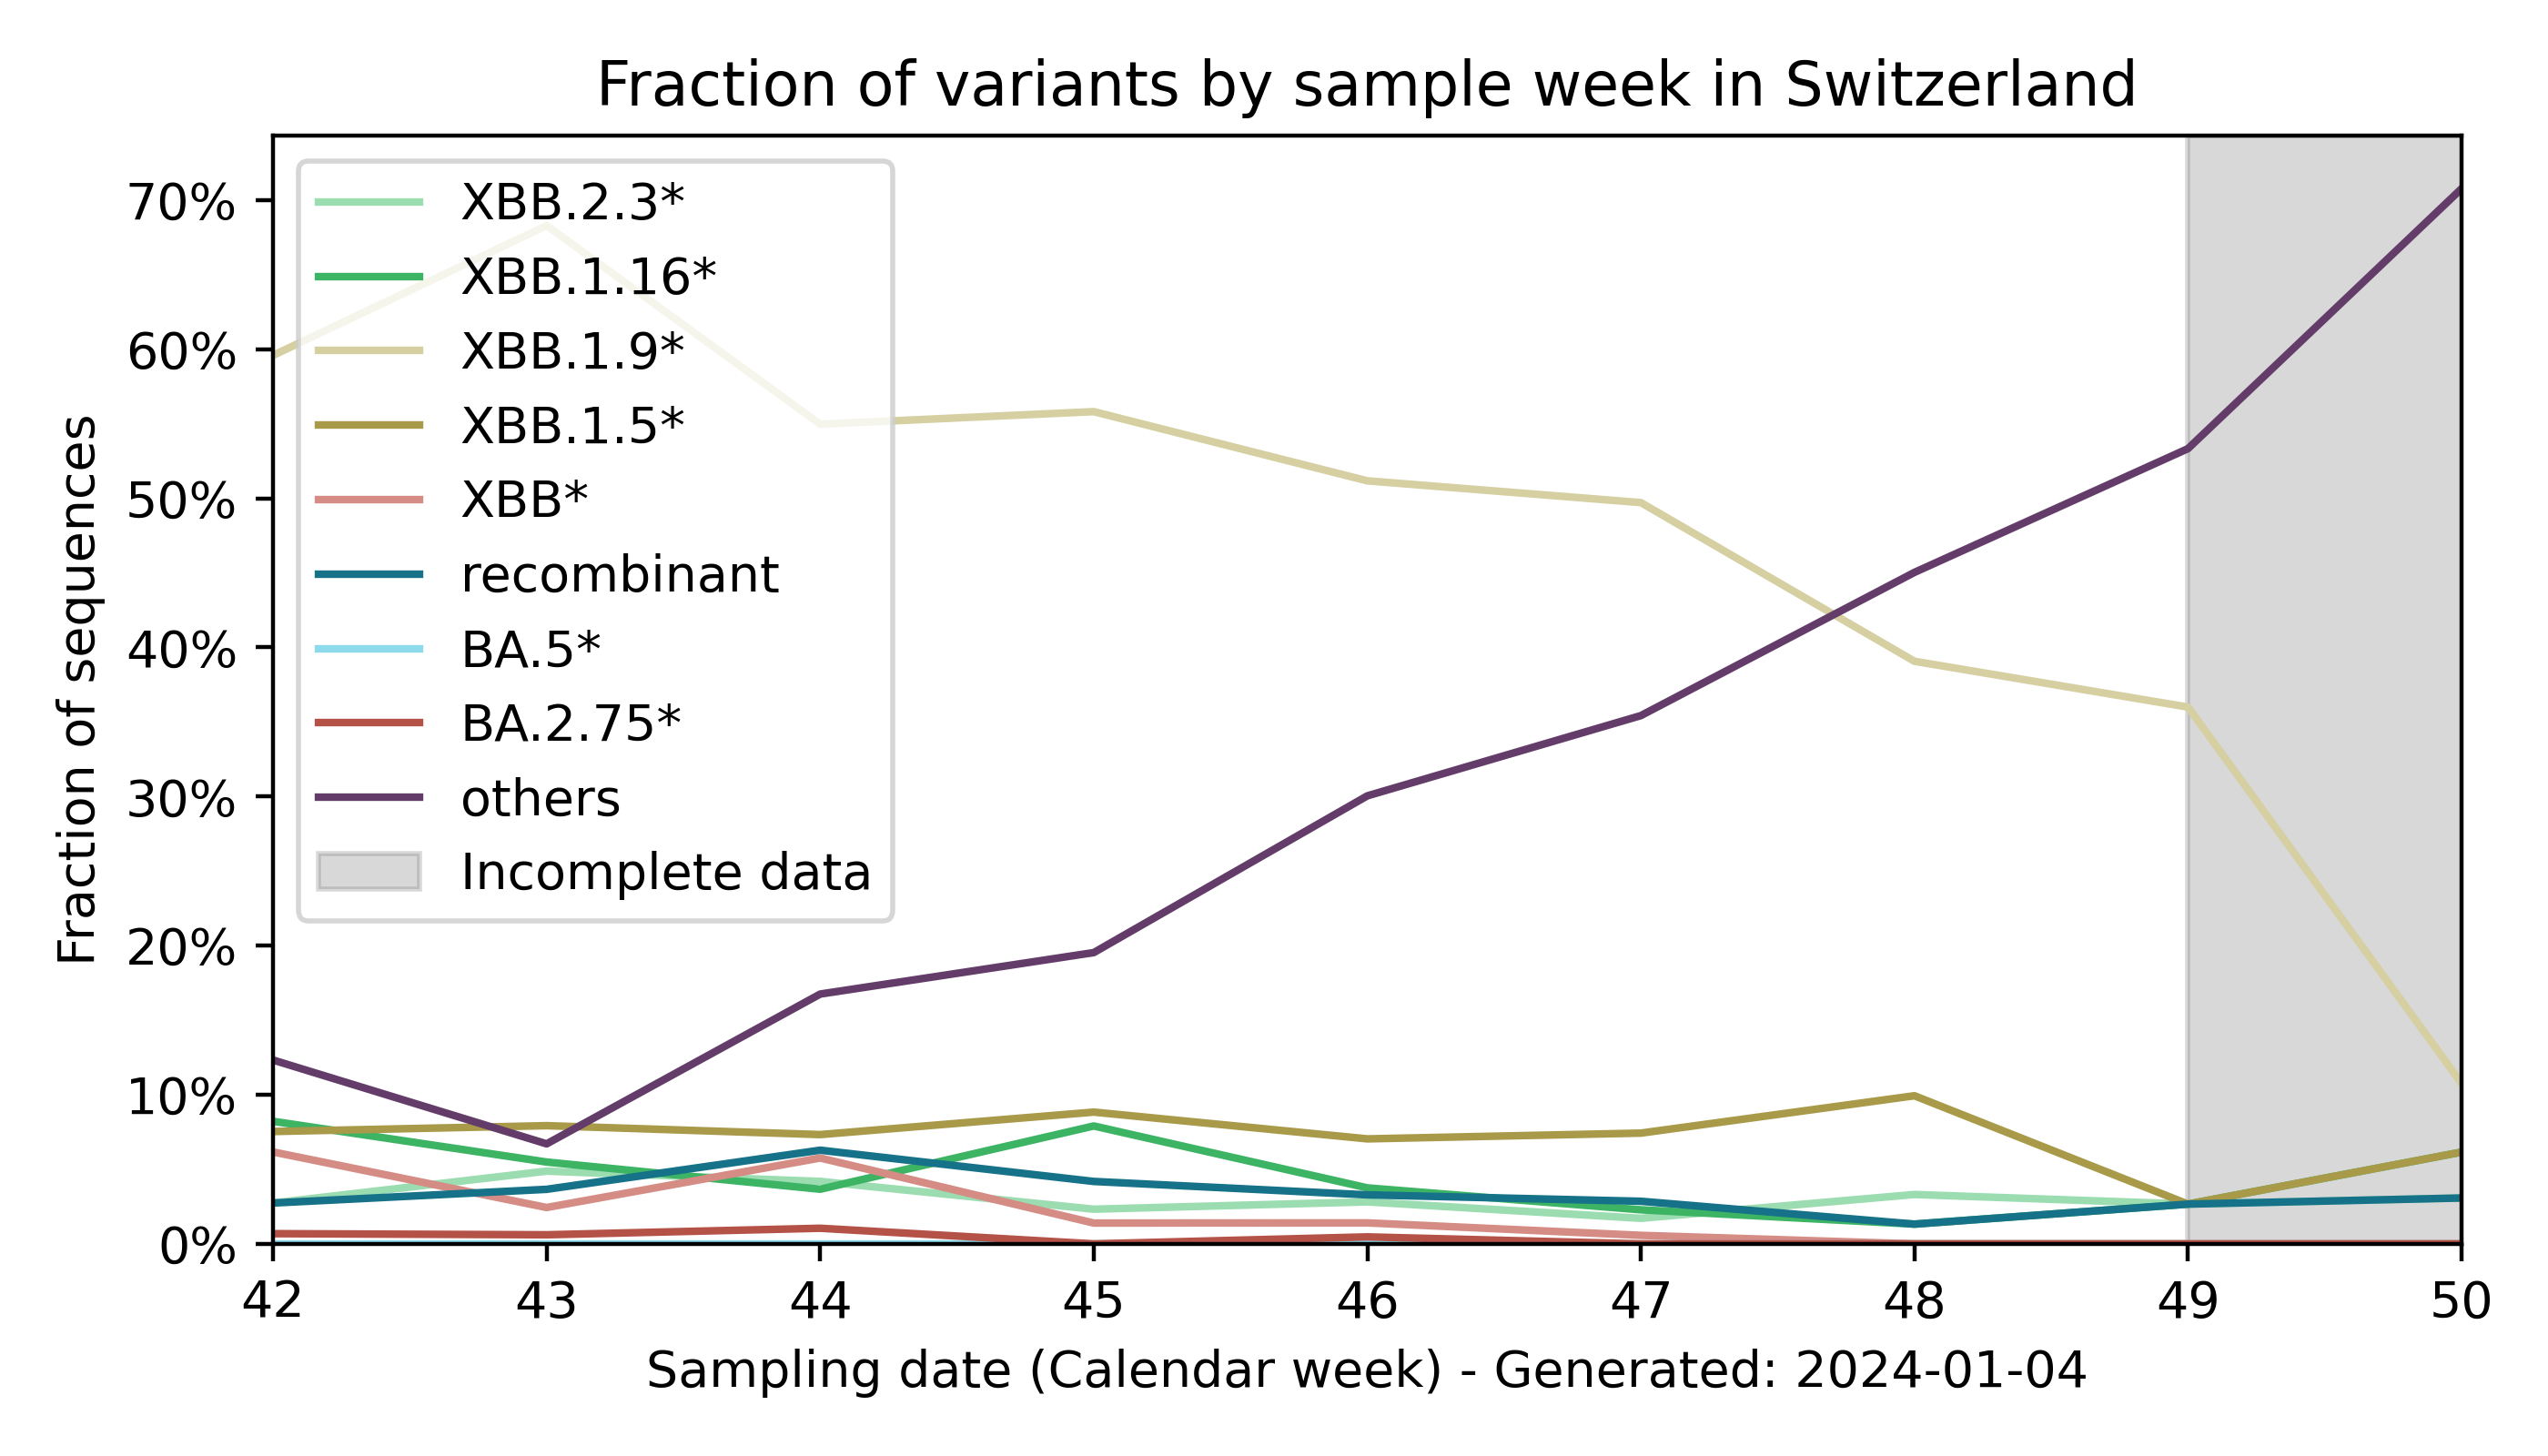 Fraction of variants by sample week in Switzerland
Fraction of sequences
70%
60%
50%
40%
30%
20%
10%
0%
XBB.2.3*
XBB.1.16*
XBB.1.9*
XBB.1.5*
XBB*
recombinant
BA.5*
BA.2.75*
others
Incomplete data
42 43 44 45 46 47 48 49 50
Sampling date (Calendar week) - Generated: 2024-01-04